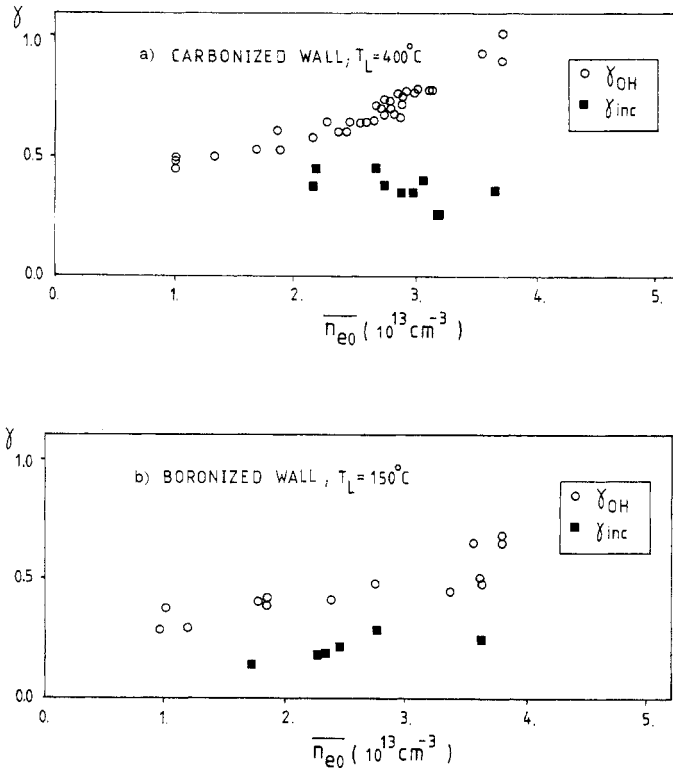 γ
1.0
a) CARBONIZED WALL, T_L=400°C
γ_OH
γ_inc
0.5
0.0
0. 1. 2. 3. 4. 5.
n̅_e0 (10^13 cm^-3)
γ
1.0
b) BORONIZED WALL, T_L=150°C
γ_OH
γ_inc
0.5
0.0
0. 1. 2. 3. 4. 5.
n̅_e0 (10^13 cm^-3)